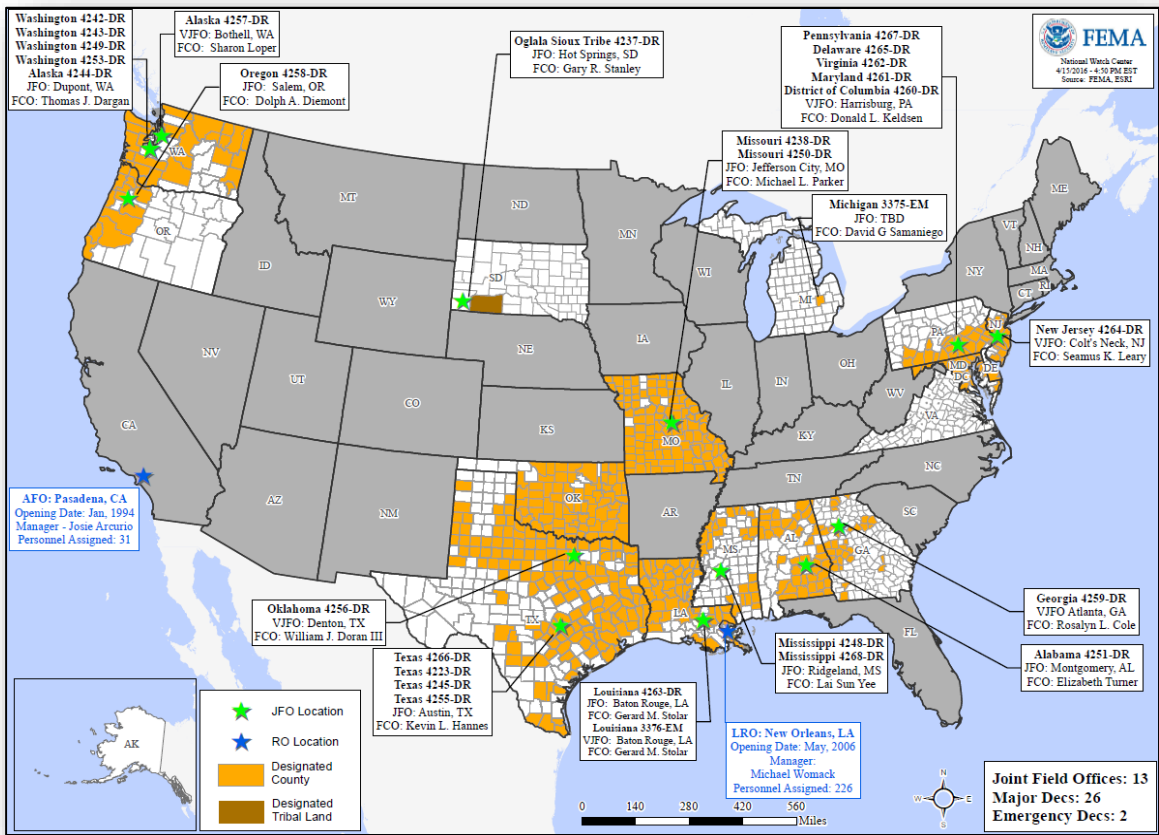 Washington 4242-DR
Washington 4243-DR
Washington 4249-DR
Washington 4253-DR
Alaska 4244-DR
JFO: Dupont, WA
FCO: Thomas J. Dargan
Alaska 4257-DR
VJFO: Bothell, WA
FCO: Sharon Loper
Oregon 4258-DR
JFO: Salem, OR
FCO: Dolph A. Diemont
Oglala Sioux Tribe 4237-DR
JFO: Hot Springs, SD
FCO: Gary R. Stanley
Pennsylvania 4267-DR
Delaware 4265-DR
Virginia 4262-DR
Maryland 4261-DR
District of Columbia 4260-DR
VJFO: Harrisburg, PA
FCO: Donald L. Keldsen
FEMA
National Watch Center
4/15/2016 - 4:50 PM EST
Source: FEMA, ESRI
Missouri 4238-DR
Missouri 4250-DR
JFO: Jefferson City, MO
FCO: Michael L. Parker
Michigan 3375-EM
JFO: TBD
FCO: David G Samaniego
New Jersey 4264-DR
VJFO: Colt's Neck, NJ
FCO: Seamus K. Leary
WA
OR
MT
ID
ND
SD
WY
MN
WI
MI
NE
IA
NV
UT
CO
CA
KS
MO
IL
IN
OH
KY
WV
VA
PA
NJ
MD
DE
DC
NY
VT
NH
ME
MA
RI
CT
AZ
NM
OK
AR
TN
NC
SC
TX
LA
MS
AL
GA
FL
AFO: Pasadena, CA
Opening Date: Jan, 1994
Manager - Josie Arcurio
Personnel Assigned: 31
Oklahoma 4256-DR
VJFO: Denton, TX
FCO: William J. Doran III
Texas 4266-DR
Texas 4223-DR
Texas 4245-DR
Texas 4255-DR
JFO: Austin, TX
FCO: Kevin L. Hannes
Louisiana 4263-DR
JFO: Baton Rouge, LA
FCO: Gerard M. Stolar
Louisiana 3376-EM
VJFO: Baton Rouge, LA
FCO: Gerard M. Stolar
LRO: New Orleans, LA
Opening Date: May, 2006
Manager:
Michael Womack
Personnel Assigned: 226
Mississippi 4248-DR
Mississippi 4268-DR
JFO: Ridgeland, MS
FCO: Lai Sun Yee
Georgia 4259-DR
VJFO Atlanta, GA
FCO: Rosalyn L. Cole
Alabama 4251-DR
JFO: Montgomery, AL
FCO: Elizabeth Turner
AK
JFO Location
RO Location
Designated
County
Designated
Tribal Land
0 140 280 420 560
Miles
N
W E
S
Joint Field Offices: 13
Major Decs: 26
Emergency Decs: 2